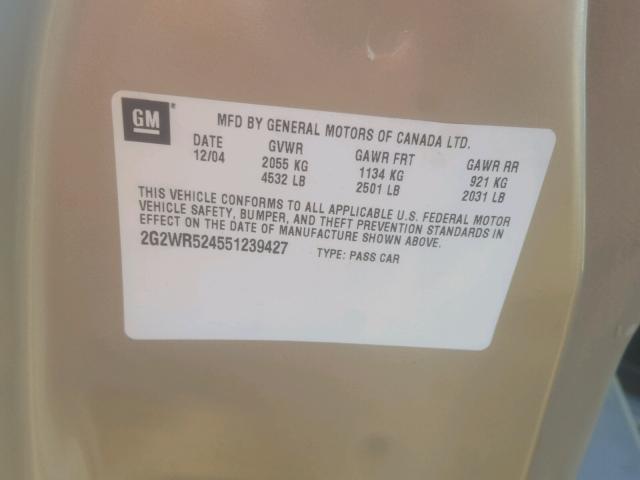 GM ®
MFD BY GENERAL MOTORS OF CANADA LTD.
DATE GVWR GAWR FRT GAWR RR
12/04 2055 KG 1134 KG 921 KG
4532 LB 2501 LB 2031 LB
THIS VEHICLE CONFORMS TO ALL APPLICABLE U.S. FEDERAL MOTOR
VEHICLE SAFETY, BUMPER, AND THEFT PREVENTION STANDARDS IN
EFFECT ON THE DATE OF MANUFACTURE SHOWN ABOVE.
2G2WR524551239427 TYPE: PASS CAR